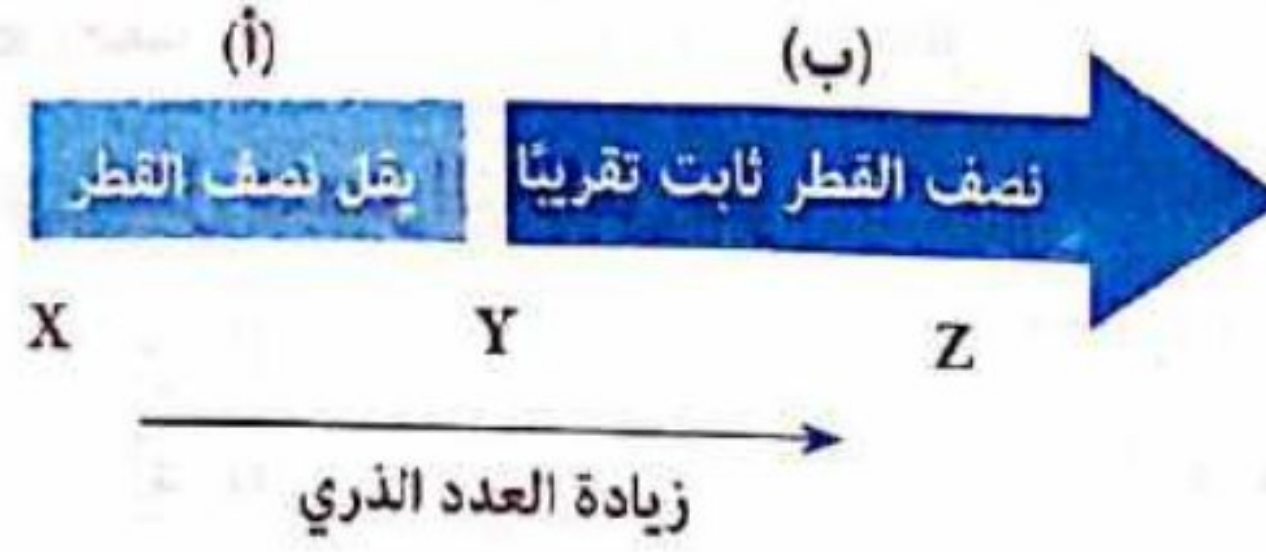 (أ)
(ب)
يقل نصف القطر
نصف القطر ثابت تقريبًا
X Y Z
زيادة العدد الذري